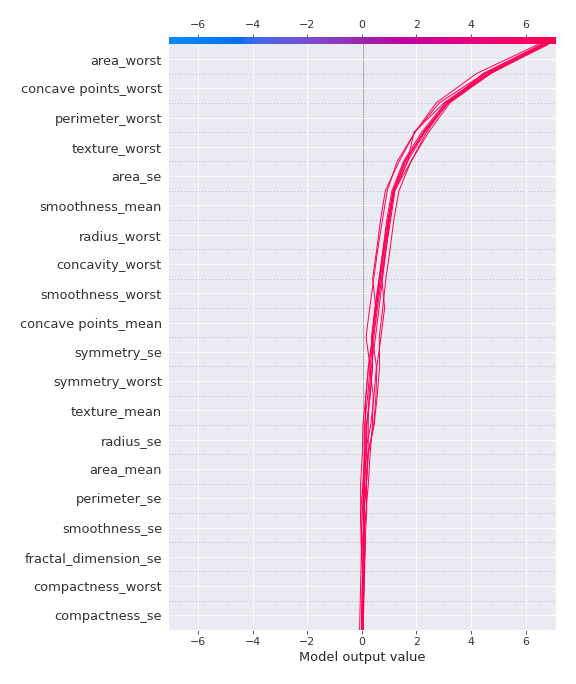 −6 −4 −2 0 2 4 6
area_worst
concave points_worst
perimeter_worst
texture_worst
area_se
smoothness_mean
radius_worst
concavity_worst
smoothness_worst
concave points_mean
symmetry_se
symmetry_worst
texture_mean
radius_se
area_mean
perimeter_se
smoothness_se
fractal_dimension_se
compactness_worst
compactness_se
−6 −4 −2 0 2 4 6
Model output value